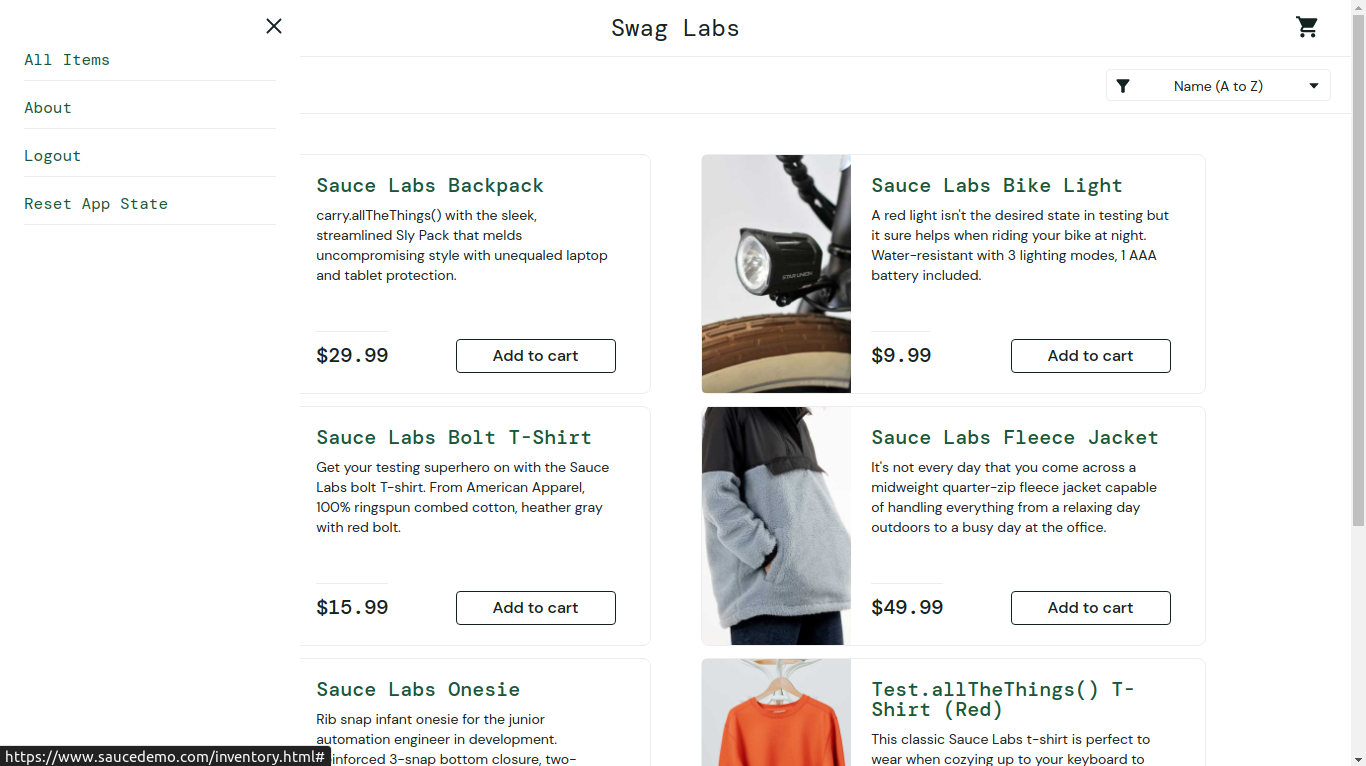 Swag Labs
All Items
About
Logout
Reset App State
Name (A to Z)
Sauce Labs Backpack
carry.allTheThings() with the sleek,
streamlined Sly Pack that melds
uncompromising style with unequaled laptop
and tablet protection.
$29.99
Add to cart
Sauce Labs Bike Light
A red light isn't the desired state in testing but
it sure helps when riding your bike at night.
Water-resistant with 3 lighting modes, 1 AAA
battery included.
$9.99
Add to cart
Sauce Labs Bolt T-Shirt
Get your testing superhero on with the Sauce
Labs bolt T-shirt. From American Apparel,
100% ringspun combed cotton, heather gray
with red bolt.
$15.99
Add to cart
Sauce Labs Fleece Jacket
It's not every day that you come across a
midweight quarter-zip fleece jacket capable
of handling everything from a relaxing day
outdoors to a busy day at the office.
$49.99
Add to cart
Sauce Labs Onesie
Rib snap infant onesie for the junior
automation engineer in development.
3-snap bottom closure, two-
Test.allTheThings() T-
Shirt (Red)
This classic Sauce Labs t-shirt is perfect to
wear when cozying up to your keyboard to
https://www.saucedemo.com/inventory.html#